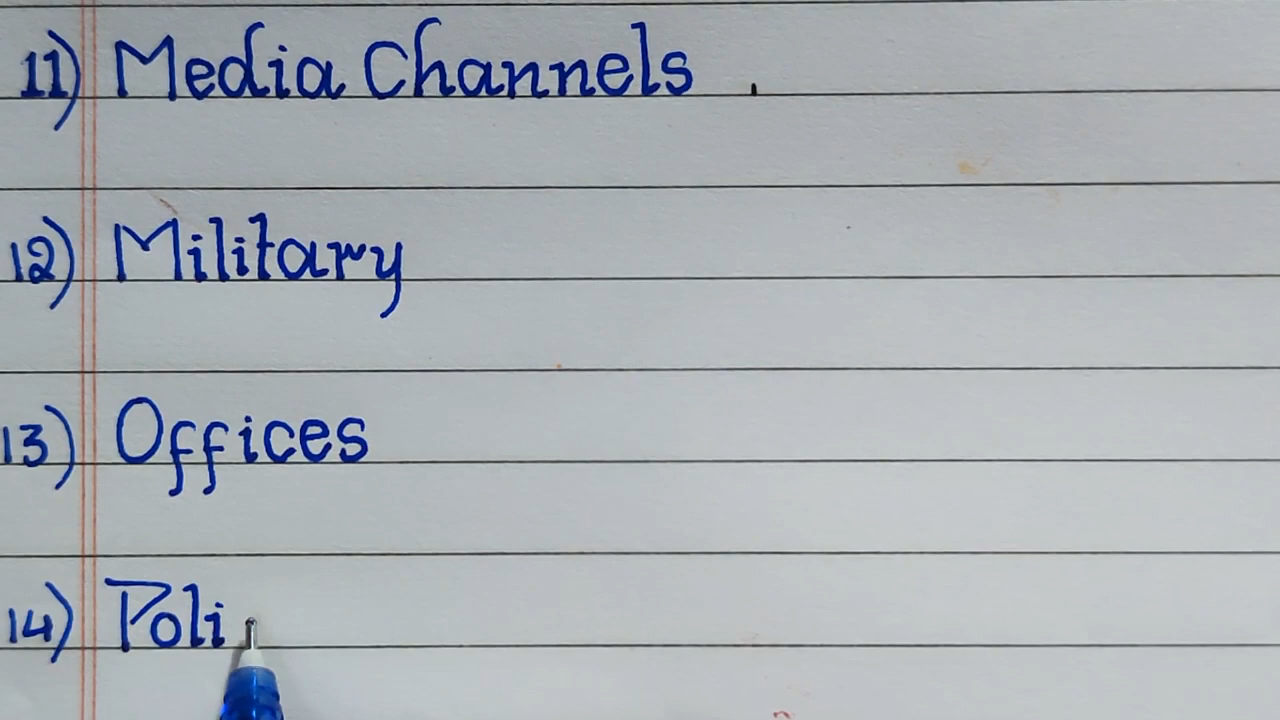 11) Media Channels
12) Military
13) Offices
14) Poli